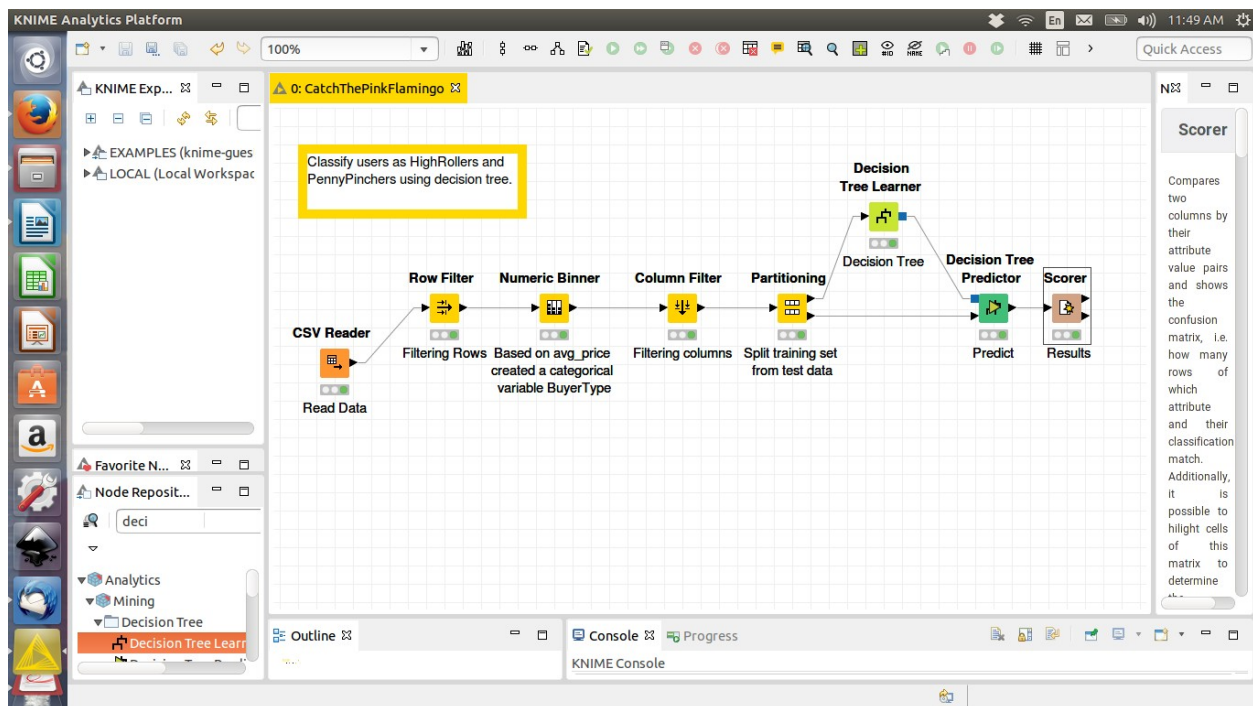 KNIME Analytics Platform
En
11:49 AM
100%
Quick Access
KNIME Exp...
EXAMPLES (knime-gues
LOCAL (Local Workspac
Favorite N...
Node Reposit...
deci
Analytics
Mining
Decision Tree
Decision Tree Learr
0: CatchThePinkFlamingo
Classify users as HighRollers and
PennyPinchers using decision tree.
CSV Reader
Read Data
Row Filter
Filtering Rows
Numeric Binner
Based on avg_price
created a categorical
variable BuyerType
Column Filter
Filtering columns
Partitioning
Split training set
from test data
Decision
Tree Learner
Decision Tree
Decision Tree
Predictor
Predict
Scorer
Results
Outline
Console
Progress
KNIME Console
N
Scorer
Compares
two
columns by
their
attribute
value pairs
and shows
the
confusion
matrix, i.e.
how many
rows of
which
attribute
and their
classification
match.
Additionally,
it is
possible to
hilight cells
of this
matrix to
determine